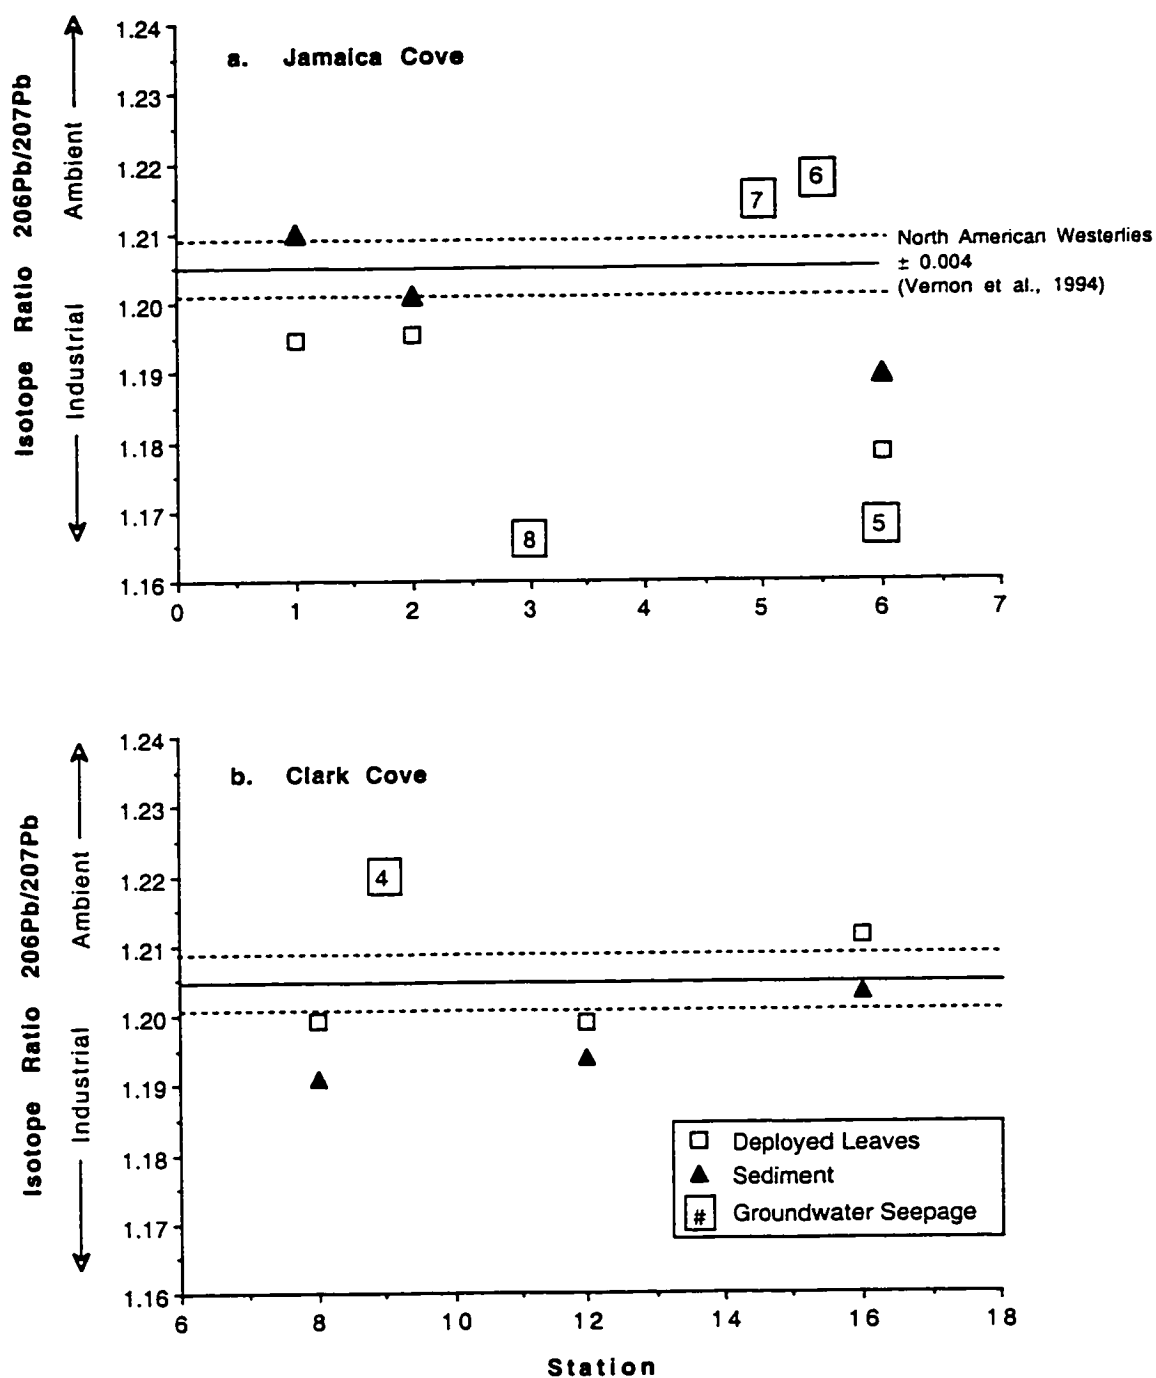 a. Jamaica Cove
Isotope Ratio 206Pb/207Pb
Industrial Ambient
1.24
1.23
1.22
1.21
1.20
1.19
1.18
1.17
1.16
6
7
North American Westerlies
± 0.004
(Vernon et al., 1994)
8
5
0 1 2 3 4 5 6 7
b. Clark Cove
Isotope Ratio 206Pb/207Pb
Industrial Ambient
1.24
1.23
1.22
1.21
1.20
1.19
1.18
1.17
1.16
4
Deployed Leaves
Sediment
# Groundwater Seepage
6 8 10 12 14 16 18
Station